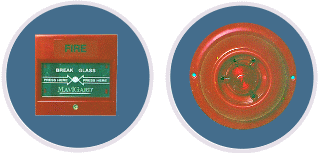 FIRE
BREAK GLASS
PRESS HERE PRESS HERE
MAVIGARD